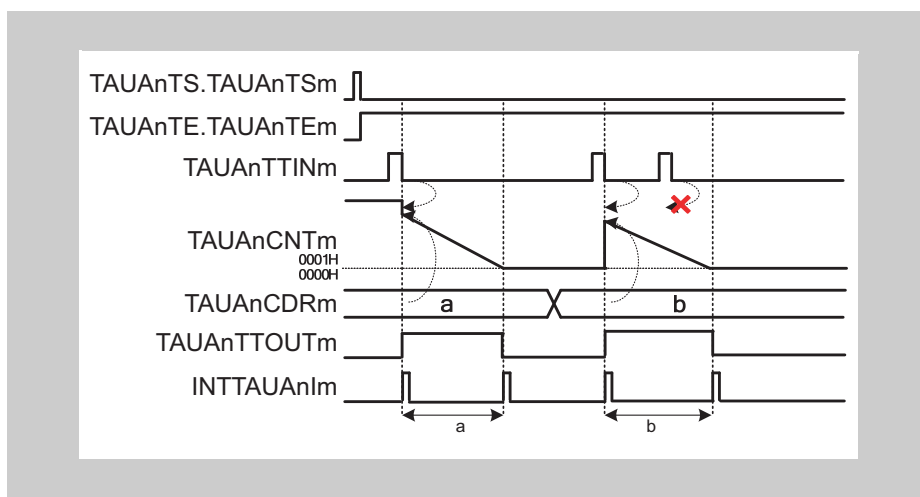 TAUAnTS.TAUAnTSm
TAUAnTE.TAUAnTEm
TAUAnTTINm
TAUAnCNTm
0001H
0000H
TAUAnCDRm
a
b
TAUAnTTOUTm
INTTAUAnIm
a
b